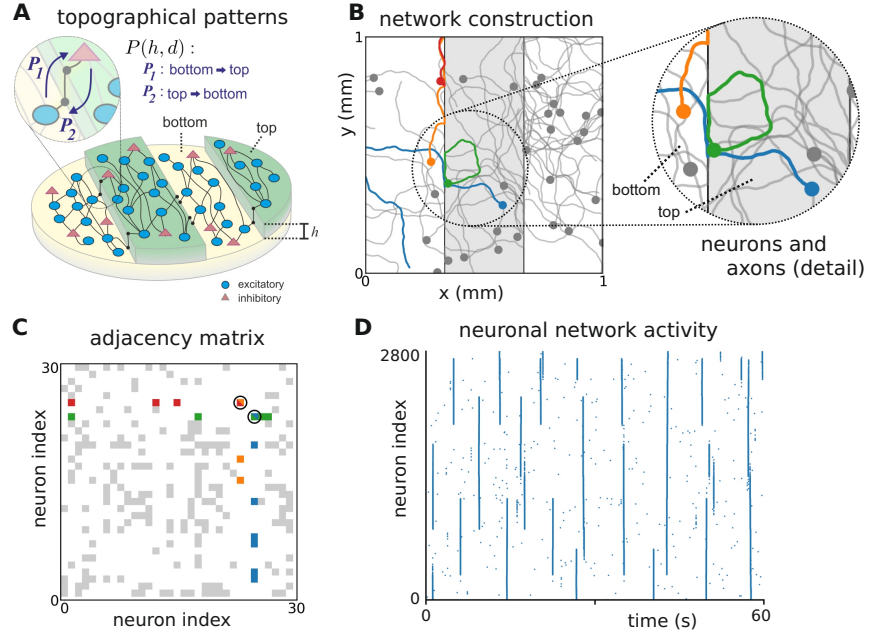 A
topographical patterns
P(h, d) :
P1 : bottom ➡ top
P2 : top ➡ bottom
P1
P2
bottom
top
h
excitatory
inhibitory
B
network construction
1
y (mm)
0
0
x (mm)
1
bottom
top
neurons and
axons (detail)
C
adjacency matrix
30
neuron index
0
0
30
neuron index
D
neuronal network activity
2800
neuron index
0
0
time (s)
60